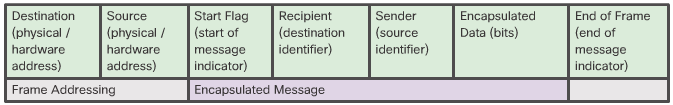 Destination
(physical /
hardware
address)
Source
(physical /
hardware
address)
Start Flag
(start of
message
indicator)
Recipient
(destination
identifier)
Sender
(source
identifier)
Encapsulated
Data (bits)
End of Frame
(end of
message
indicator)
Frame Addressing
Encapsulated Message